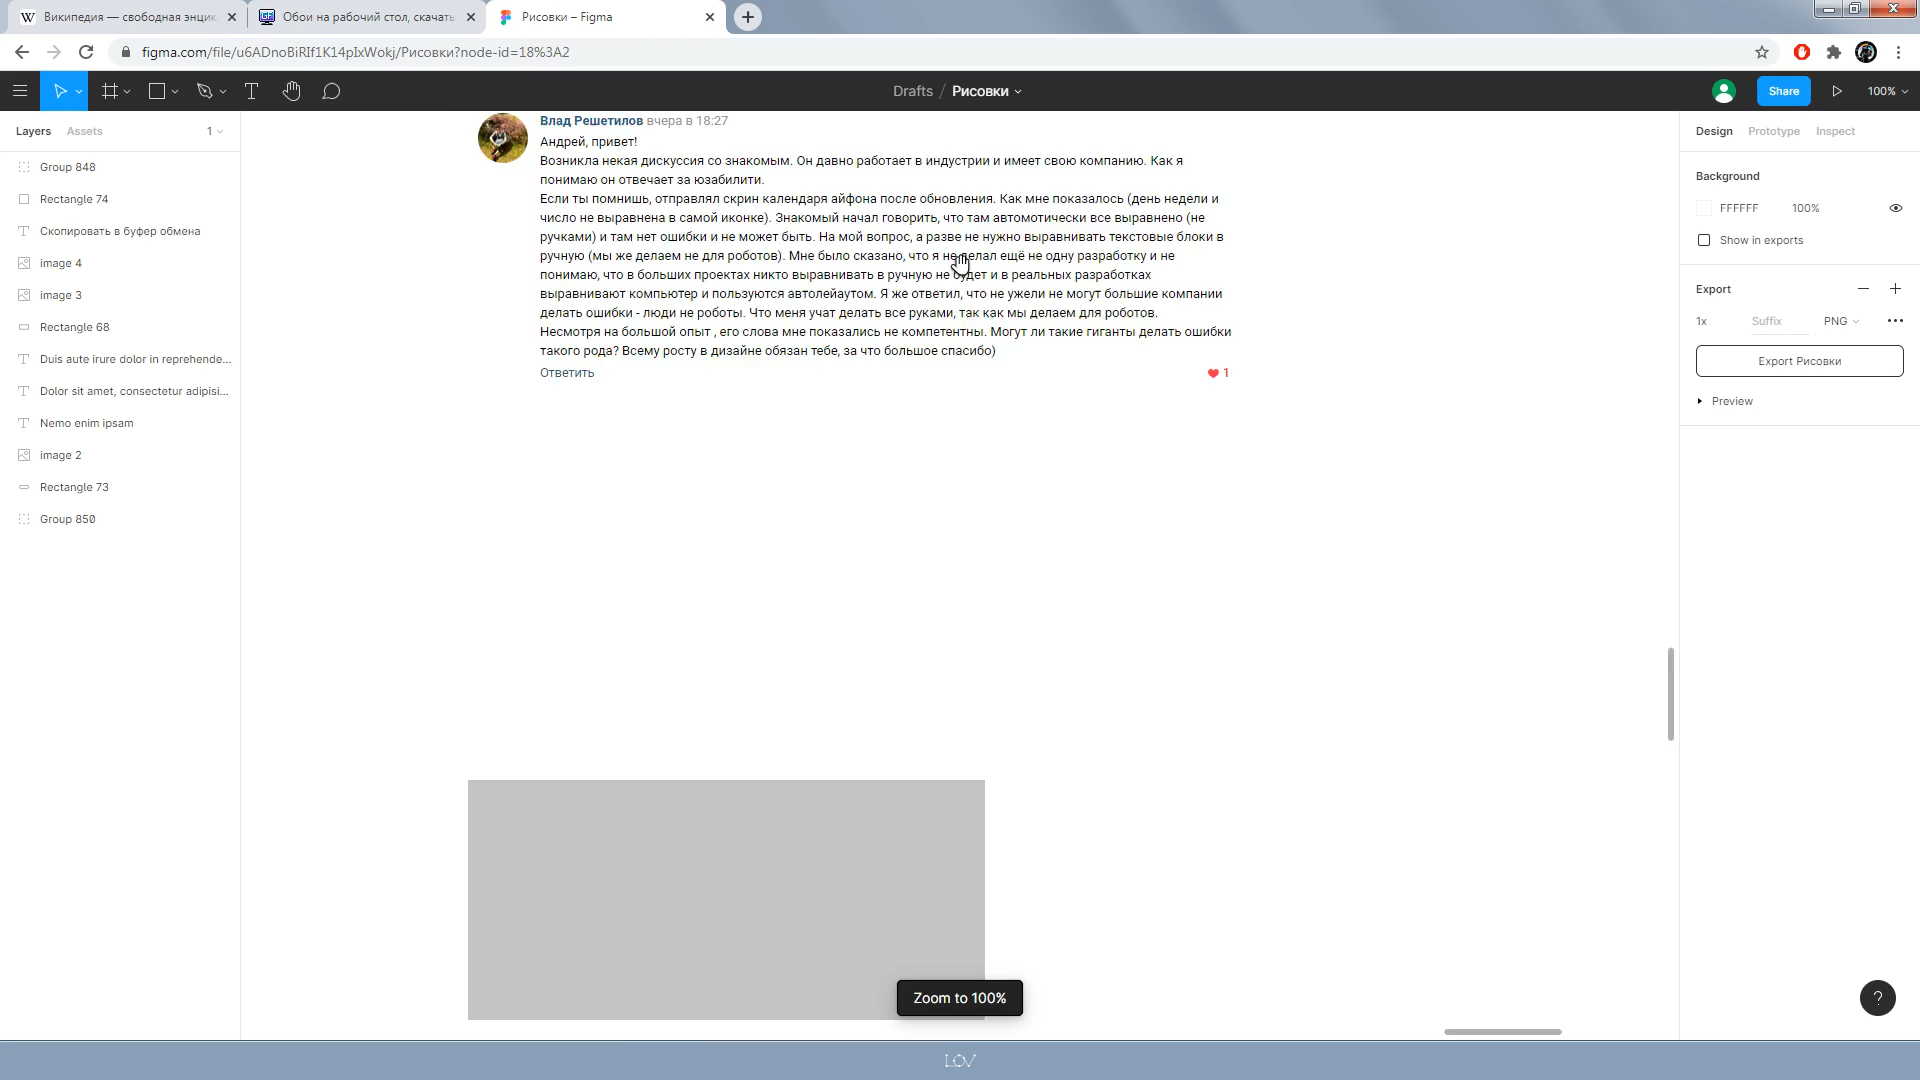 Википедия — свободная энцик
Обои на рабочий стол, скачать
Рисовки – Figma
figma.com/file/u6ADnoBiRIf1K14pIxWokj/Рисовки?node-id=18%3A2
Drafts / Рисовки
Share
100%
Layers
Assets
1
Group 848
Rectangle 74
Скопировать в буфер обмена
image 4
image 3
Rectangle 68
Duis aute irure dolor in reprehende...
Dolor sit amet, consectetur adipisi...
Nemo enim ipsam
image 2
Rectangle 73
Group 850
Влад Решетилов вчера в 18:27
Андрей, привет!
Возникла некая дискуссия со знакомым. Он давно работает в индустрии и имеет свою компанию. Как я
понимаю он отвечает за юзабилити.
Если ты помнишь, отправлял скрин календаря айфона после обновления. Как мне показалось (день недели и
число не выравнена в самой иконке). Знакомый начал говорить, что там автомотически все выравнено (не
ручками) и там нет ошибки и не может быть. На мой вопрос, а разве не нужно выравнивать текстовые блоки в
ручную (мы же делаем не для роботов). Мне было сказано, что я не делал ещё не одну разработку и не
понимаю, что в больших проектах никто выравнивать в ручную не будет и в реальных разработках
выравнивают компьютер и пользуются автолейаутом. Я же ответил, что не ужели не могут большие компании
делать ошибки - люди не роботы. Что меня учат делать все руками, так как мы делаем для роботов.
Несмотря на большой опыт , его слова мне показались не компетентны. Могут ли такие гиганты делать ошибки
такого рода? Всему росту в дизайне обязан тебе, за что большое спасибо)
Ответить
1
Zoom to 100%
Design
Prototype
Inspect
Background
FFFFFF
100%
Show in exports
Export
1x
Suffix
PNG
Export Рисовки
Preview
?
LOV